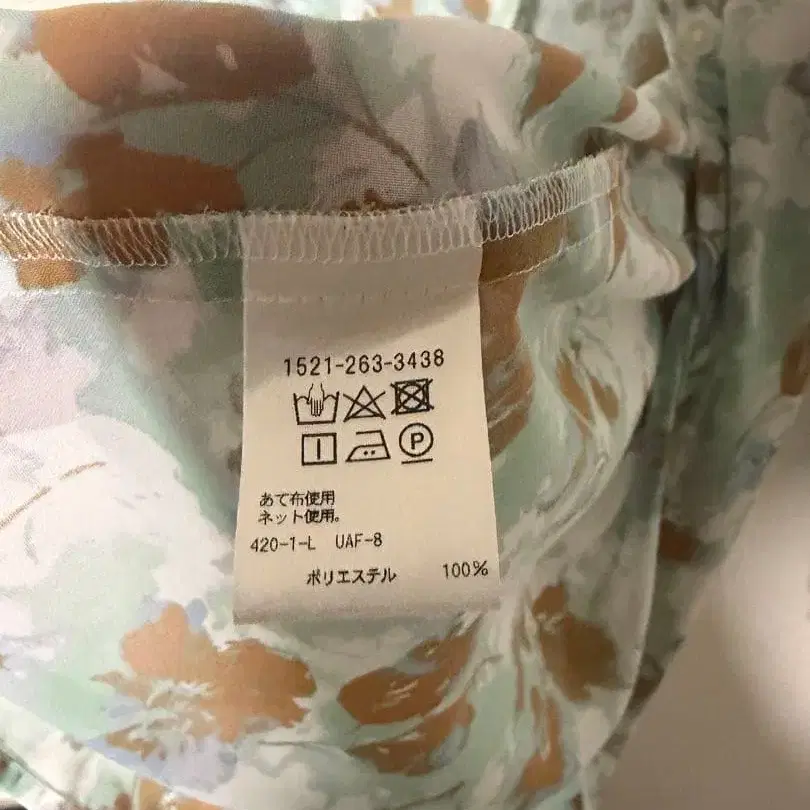 1521-263-3438
P
あて布使用
ネット使用。
420-1-L UAF-8
ポリエステル 100%